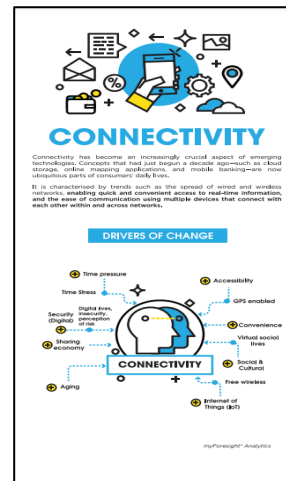 CONNECTIVITY
Connectivity has become an increasingly crucial aspect of emerging
technologies. Concepts that had just begun a decade ago—such as cloud
storage, online mapping applications, and mobile banking—are now
ubiquitous parts of consumers' daily lives.
It is characterised by trends such as the spread of wired and wireless
networks, enabling quick and convenient access to real-time information,
and the ease of communication using multiple devices that connect with
each other within and across networks.
DRIVERS OF CHANGE
Time pressure
Time Stress
Security
(Digital)
Digital lives,
insecurity,
perception
of risk
Sharing
economy
Aging
Accessibility
GPS enabled
Convenience
Virtual social
lives
Social &
Cultural
Free wireless
Internet of
Things (IoT)
CONNECTIVITY
myForesight® Analytics